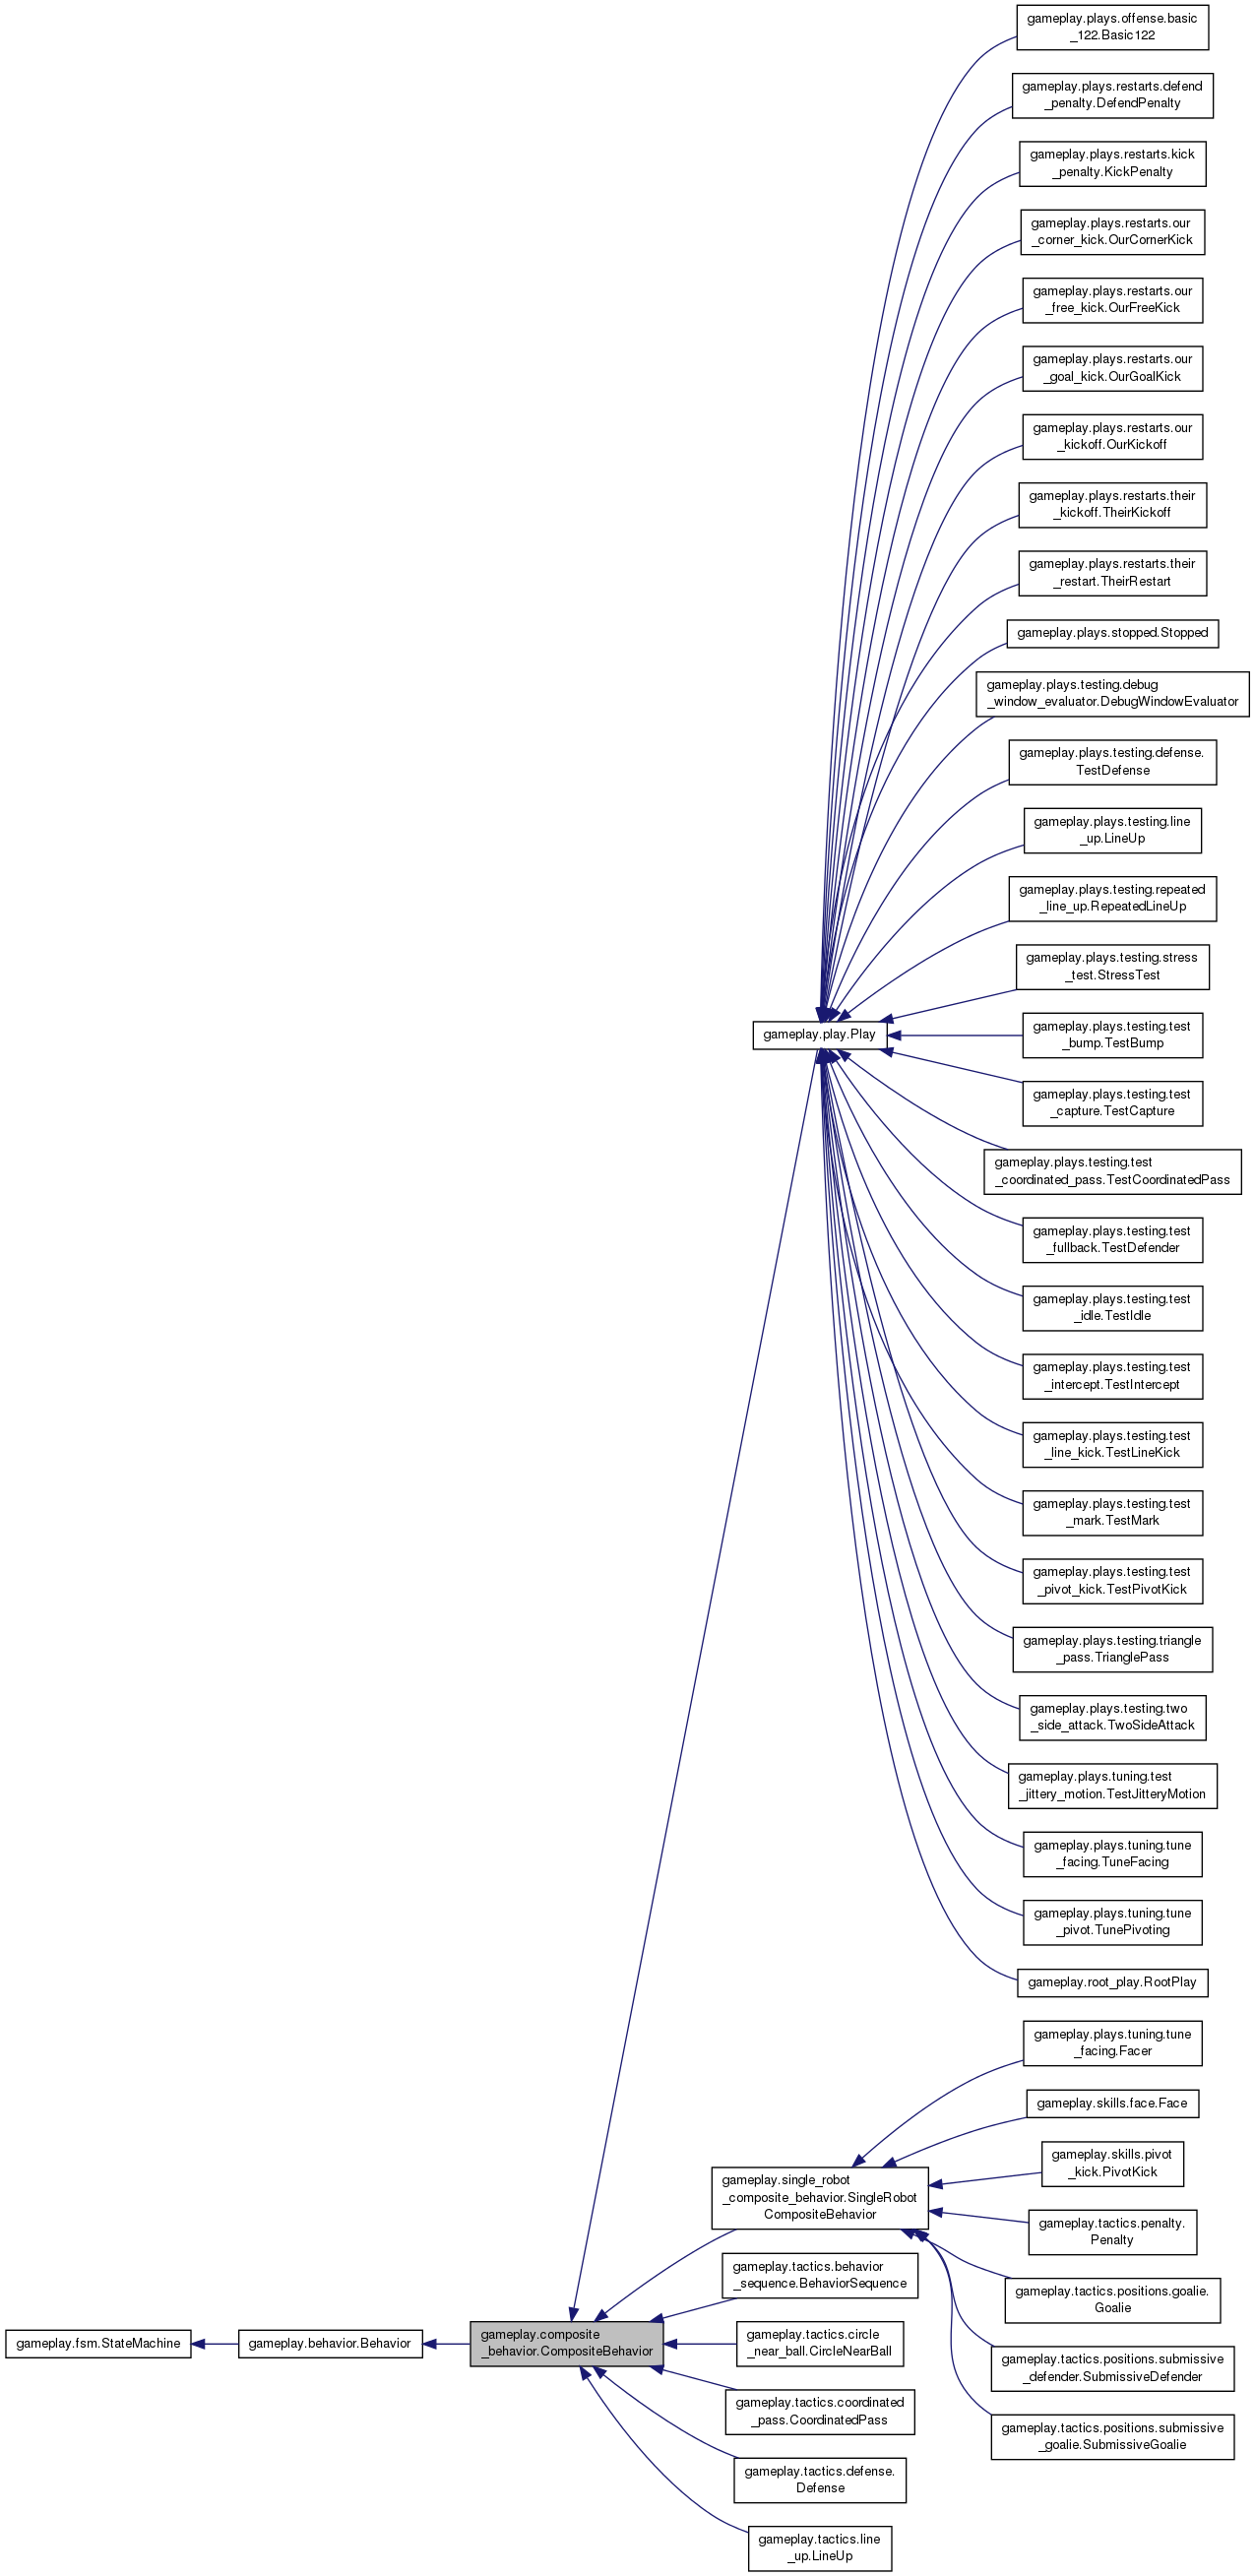 gameplay.plays.offense.basic
_122.Basic122
gameplay.plays.restarts.defend
_penalty.DefendPenalty
gameplay.plays.restarts.kick
_penalty.KickPenalty
gameplay.plays.restarts.our
_corner_kick.OurCornerKick
gameplay.plays.restarts.our
_free_kick.OurFreeKick
gameplay.plays.restarts.our
_goal_kick.OurGoalKick
gameplay.plays.restarts.our
_kickoff.OurKickoff
gameplay.plays.restarts.their
_kickoff.TheirKickoff
gameplay.plays.restarts.their
_restart.TheirRestart
gameplay.plays.stopped.Stopped
gameplay.plays.testing.debug
_window_evaluator.DebugWindowEvaluator
gameplay.plays.testing.defense.
TestDefense
gameplay.plays.testing.line
_up.LineUp
gameplay.plays.testing.repeated
_line_up.RepeatedLineUp
gameplay.plays.testing.stress
_test.StressTest
gameplay.play.Play
gameplay.plays.testing.test
_bump.TestBump
gameplay.plays.testing.test
_capture.TestCapture
gameplay.plays.testing.test
_coordinated_pass.TestCoordinatedPass
gameplay.plays.testing.test
_fullback.TestDefender
gameplay.plays.testing.test
_idle.TestIdle
gameplay.plays.testing.test
_intercept.TestIntercept
gameplay.plays.testing.test
_line_kick.TestLineKick
gameplay.plays.testing.test
_mark.TestMark
gameplay.plays.testing.test
_pivot_kick.TestPivotKick
gameplay.plays.testing.triangle
_pass.TrianglePass
gameplay.plays.testing.two
_side_attack.TwoSideAttack
gameplay.plays.tuning.test
_jittery_motion.TestJitteryMotion
gameplay.plays.tuning.tune
_facing.TuneFacing
gameplay.plays.tuning.tune
_pivot.TunePivoting
gameplay.root_play.RootPlay
gameplay.plays.tuning.tune
_facing.Facer
gameplay.skills.face.Face
gameplay.skills.pivot
_kick.PivotKick
gameplay.single_robot
_composite_behavior.SingleRobot
CompositeBehavior
gameplay.tactics.penalty.
Penalty
gameplay.tactics.positions.goalie.
Goalie
gameplay.tactics.positions.submissive
_defender.SubmissiveDefender
gameplay.tactics.positions.submissive
_goalie.SubmissiveGoalie
gameplay.tactics.behavior
_sequence.BehaviorSequence
gameplay.fsm.StateMachine
gameplay.behavior.Behavior
gameplay.composite
_behavior.CompositeBehavior
gameplay.tactics.circle
_near_ball.CircleNearBall
gameplay.tactics.coordinated
_pass.CoordinatedPass
gameplay.tactics.defense.
Defense
gameplay.tactics.line
_up.LineUp